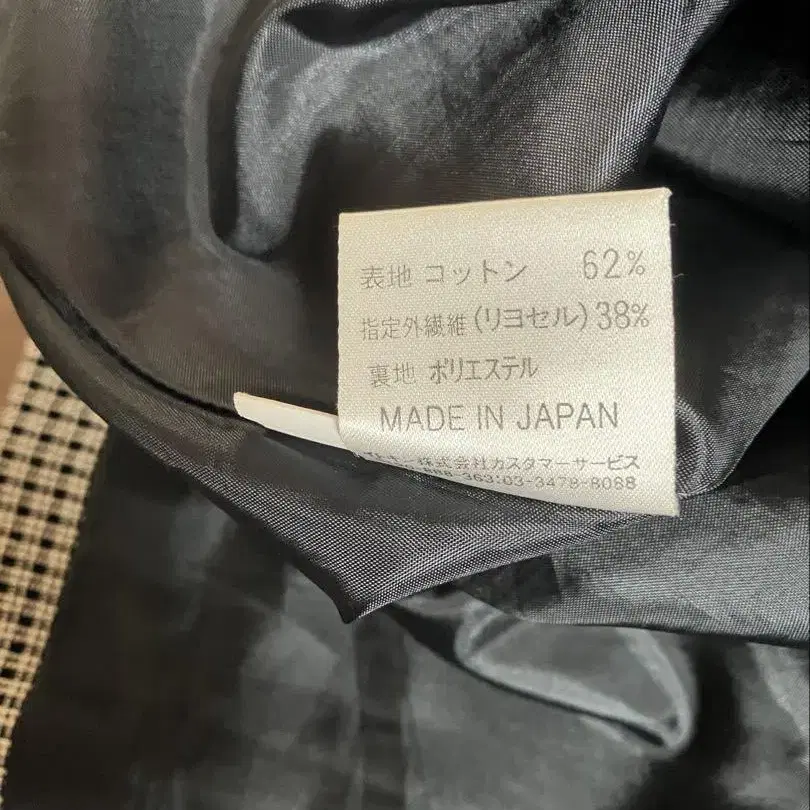 表地 コットン 62%
指定外繊維(リヨセル)38%
裏地 ポリエステル
MADE IN JAPAN
株式会社カスタマーサービス
363:03-3478-8088